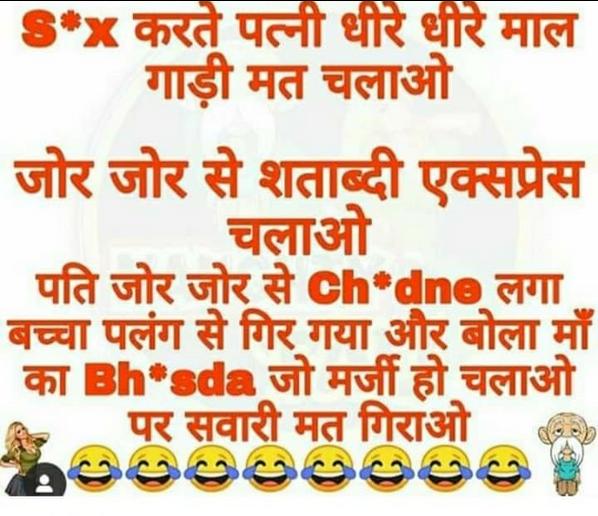 S*x करते पत्नी धीरे धीरे माल
गाड़ी मत चलाओ
जोर जोर से शताब्दी एक्सप्रेस
चलाओ
पति जोर जोर से Ch*dne लगा
बच्चा पलंग से गिर गया और बोला माँ
का Bh*sda जो मर्जी हो चलाओ
पर सवारी मत गिराओ